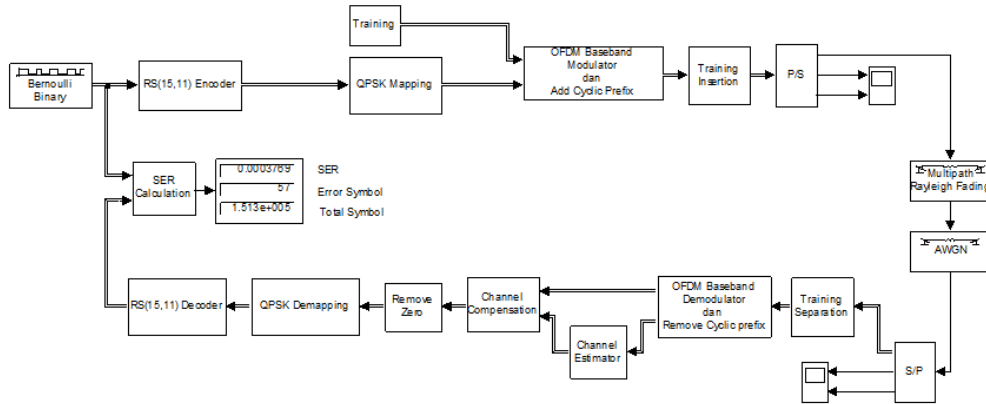 Training
Bernoulli
Binary
RS(15,11) Encoder
QPSK Mapping
OFDM Baseband
Modulator
dan
Add Cyclic Prefix
Training
Insertion
P/S
SER
Calculation
0.0003769
57
1.513e+005
SER
Error Symbol
Total Symbol
Multipath
Rayleigh Fading
AWGN
RS(15,11) Decoder
QPSK Demapping
Remove
Zero
Channel
Compensation
Channel
Estimator
OFDM Baseband
Demodulator
dan
Remove Cyclic prefix
Training
Separation
S/P